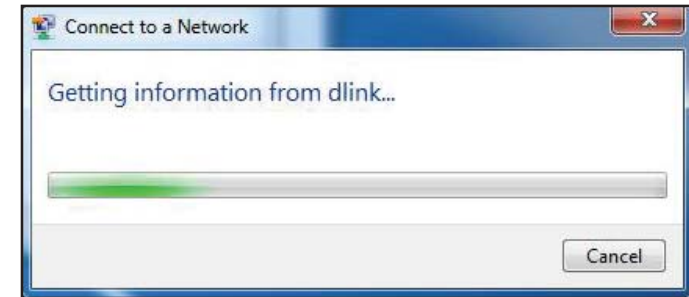 Connect to a Network
Getting information from dlink...
Cancel